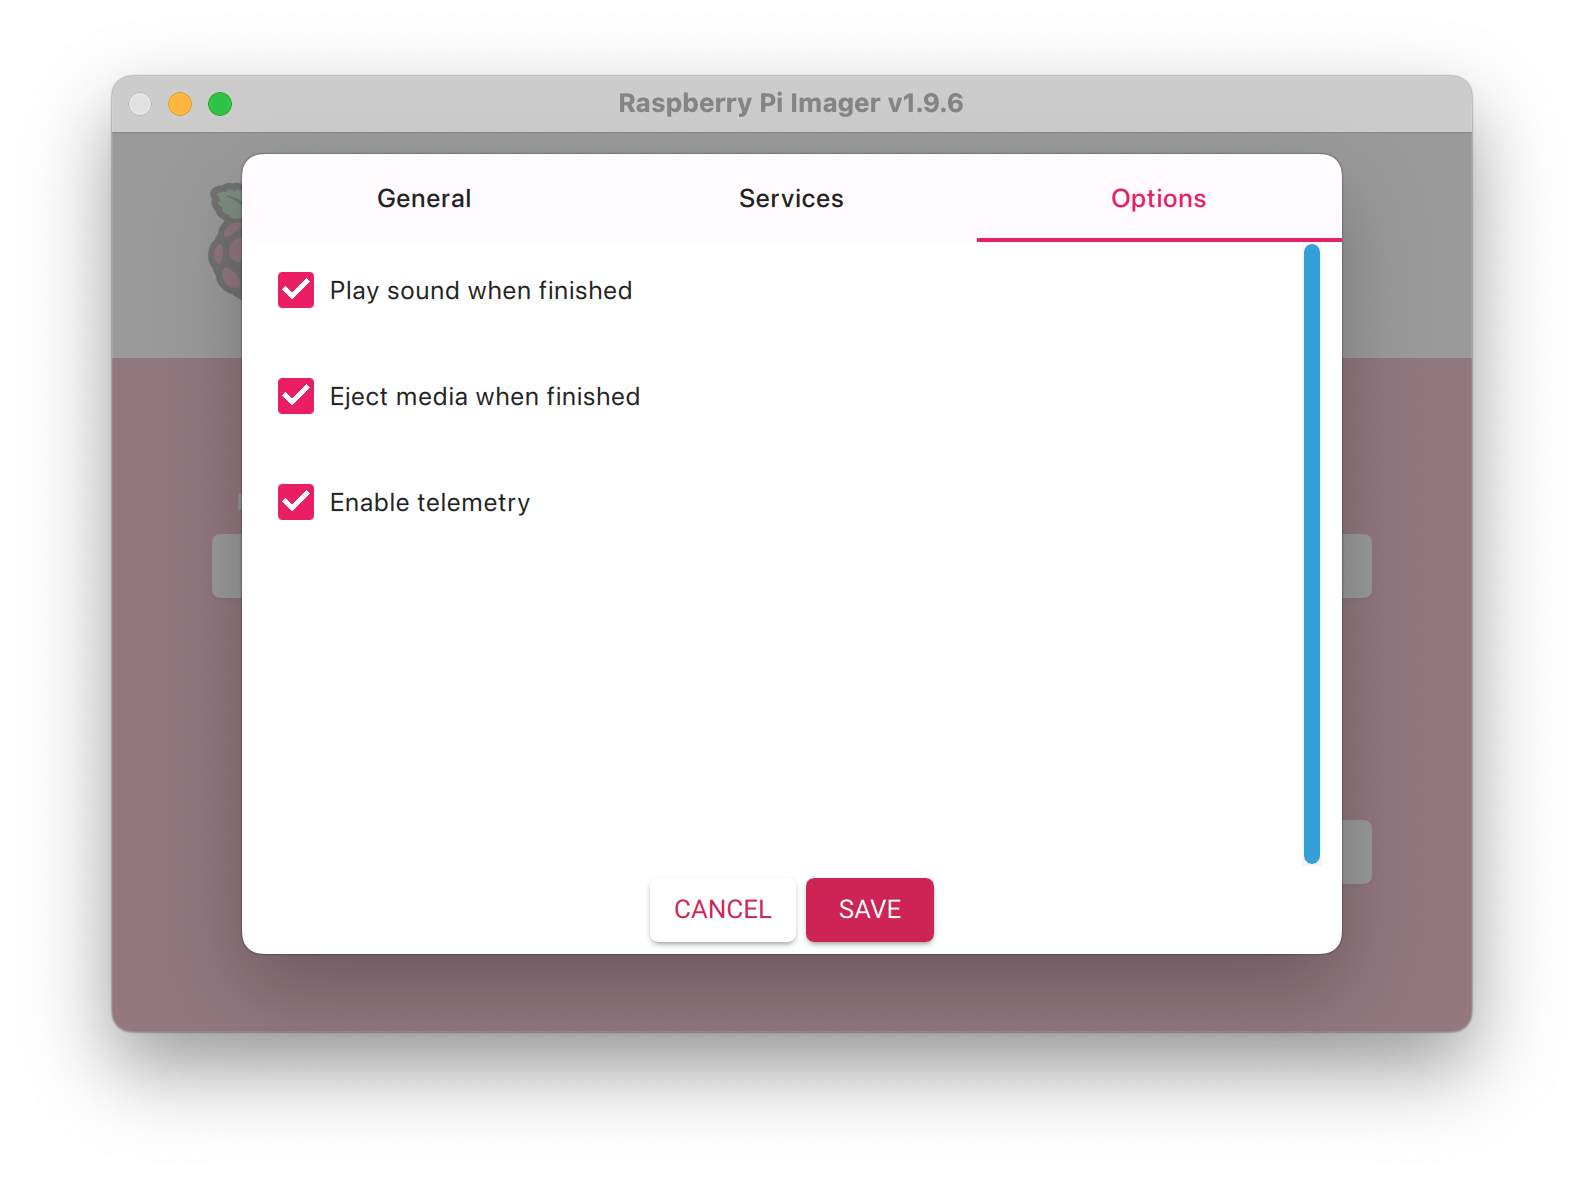 Raspberry Pi Imager v1.9.6
General
Services
Options
Play sound when finished
Eject media when finished
Enable telemetry
CANCEL
SAVE